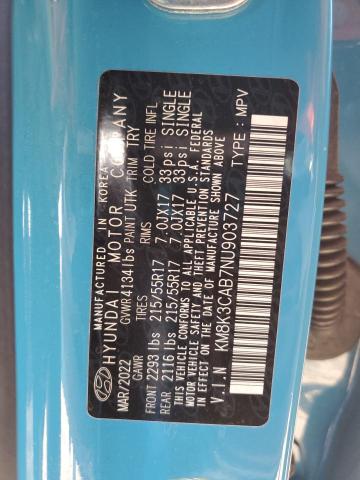 MANUFACTURED IN KOREA
HYUNDAI MOTOR COMPANY
MAR/2022 GVWR 4134 lbs PAINT UTK TRIM TRY
GAWR TIRES RIMS COLD TIRE INFL
FRONT 2293 lbs 215/55R17 7.0JX17 33psi SINGLE
REAR 2116 lbs 215/55R17 7.0JX17 33 psi SINGLE
THIS VEHICLE CONFORMS TO ALL APPLICABLE U.S.A. FEDERAL
MOTOR VEHICLE SAFETY AND THEFT PREVENTION STANDARDS
IN EFFECT ON THE DATE OF MANUFACTURE SHOWN ABOVE
V.I.N KM8K3CAB7NU903727 TYPE : MPV